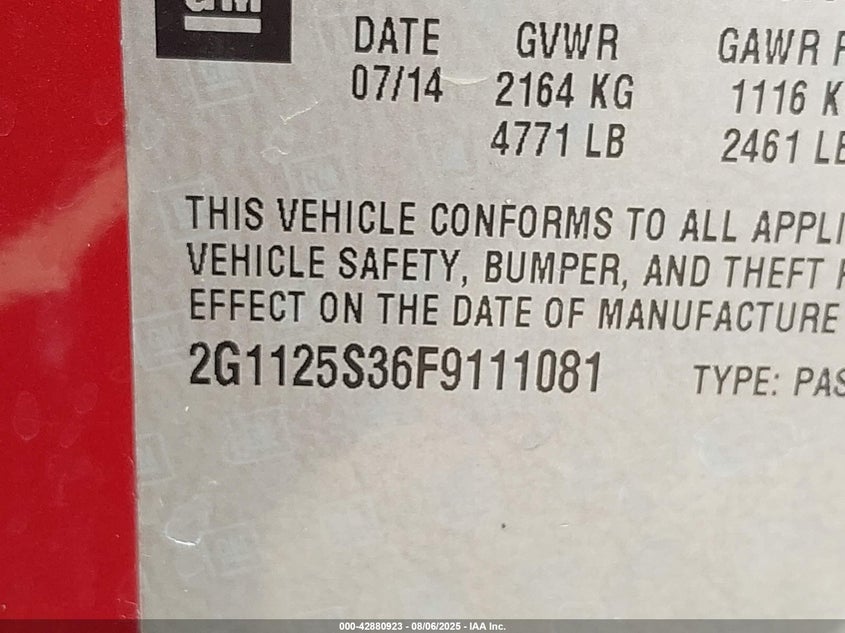 GM
DATE GVWR GAWR F
07/14 2164 KG 1116 K
4771 LB 2461 LB
THIS VEHICLE CONFORMS TO ALL APPLI
VEHICLE SAFETY, BUMPER, AND THEFT
EFFECT ON THE DATE OF MANUFACTURE
2G1125S36F9111081 TYPE: PAS
000-42880923 - 08/06/2025 - IAA Inc.